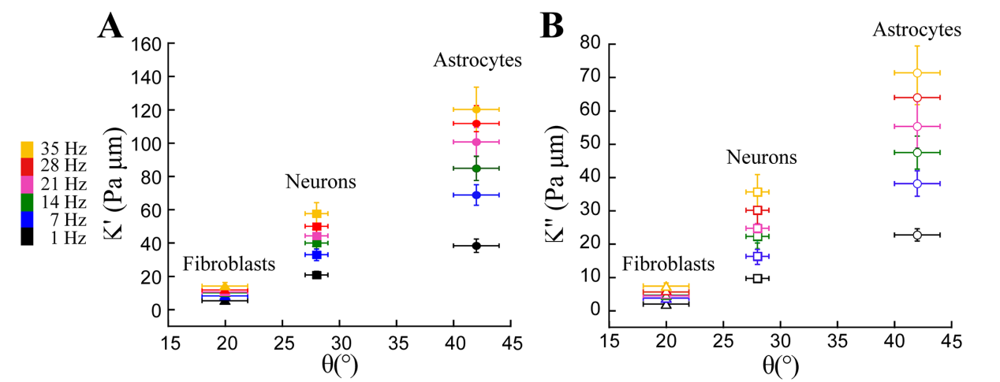 A
160
140
120
100
80
60
40
20
0
15 20 25 30 35 40 45
θ(°)
K' (Pa μm)
Fibroblasts
Neurons
Astrocytes
35 Hz
28 Hz
21 Hz
14 Hz
7 Hz
1 Hz
B
80
70
60
50
40
30
20
10
0
15 20 25 30 35 40 45
θ(°)
K" (Pa μm)
Fibroblasts
Neurons
Astrocytes